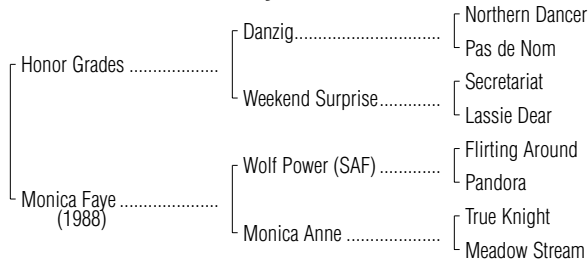 Northern Dancer
Danzig
Pas de Nom
Honor Grades
Secretariat
Weekend Surprise
Lassie Dear
Flirting Around
Wolf Power (SAF)
Pandora
Monica Faye
(1988)
True Knight
Monica Anne
Meadow Stream